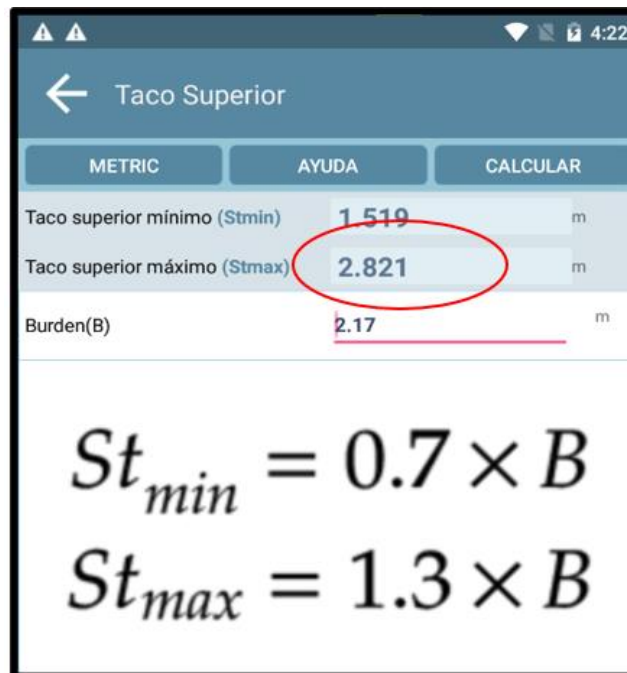 4:22
Taco Superior
METRIC AYUDA CALCULAR
Taco superior mínimo (Stmin) 1.519 m
Taco superior máximo (Stmax) 2.821 m
Burden(B) 2.17 m
St_min = 0.7 × B
St_max = 1.3 × B